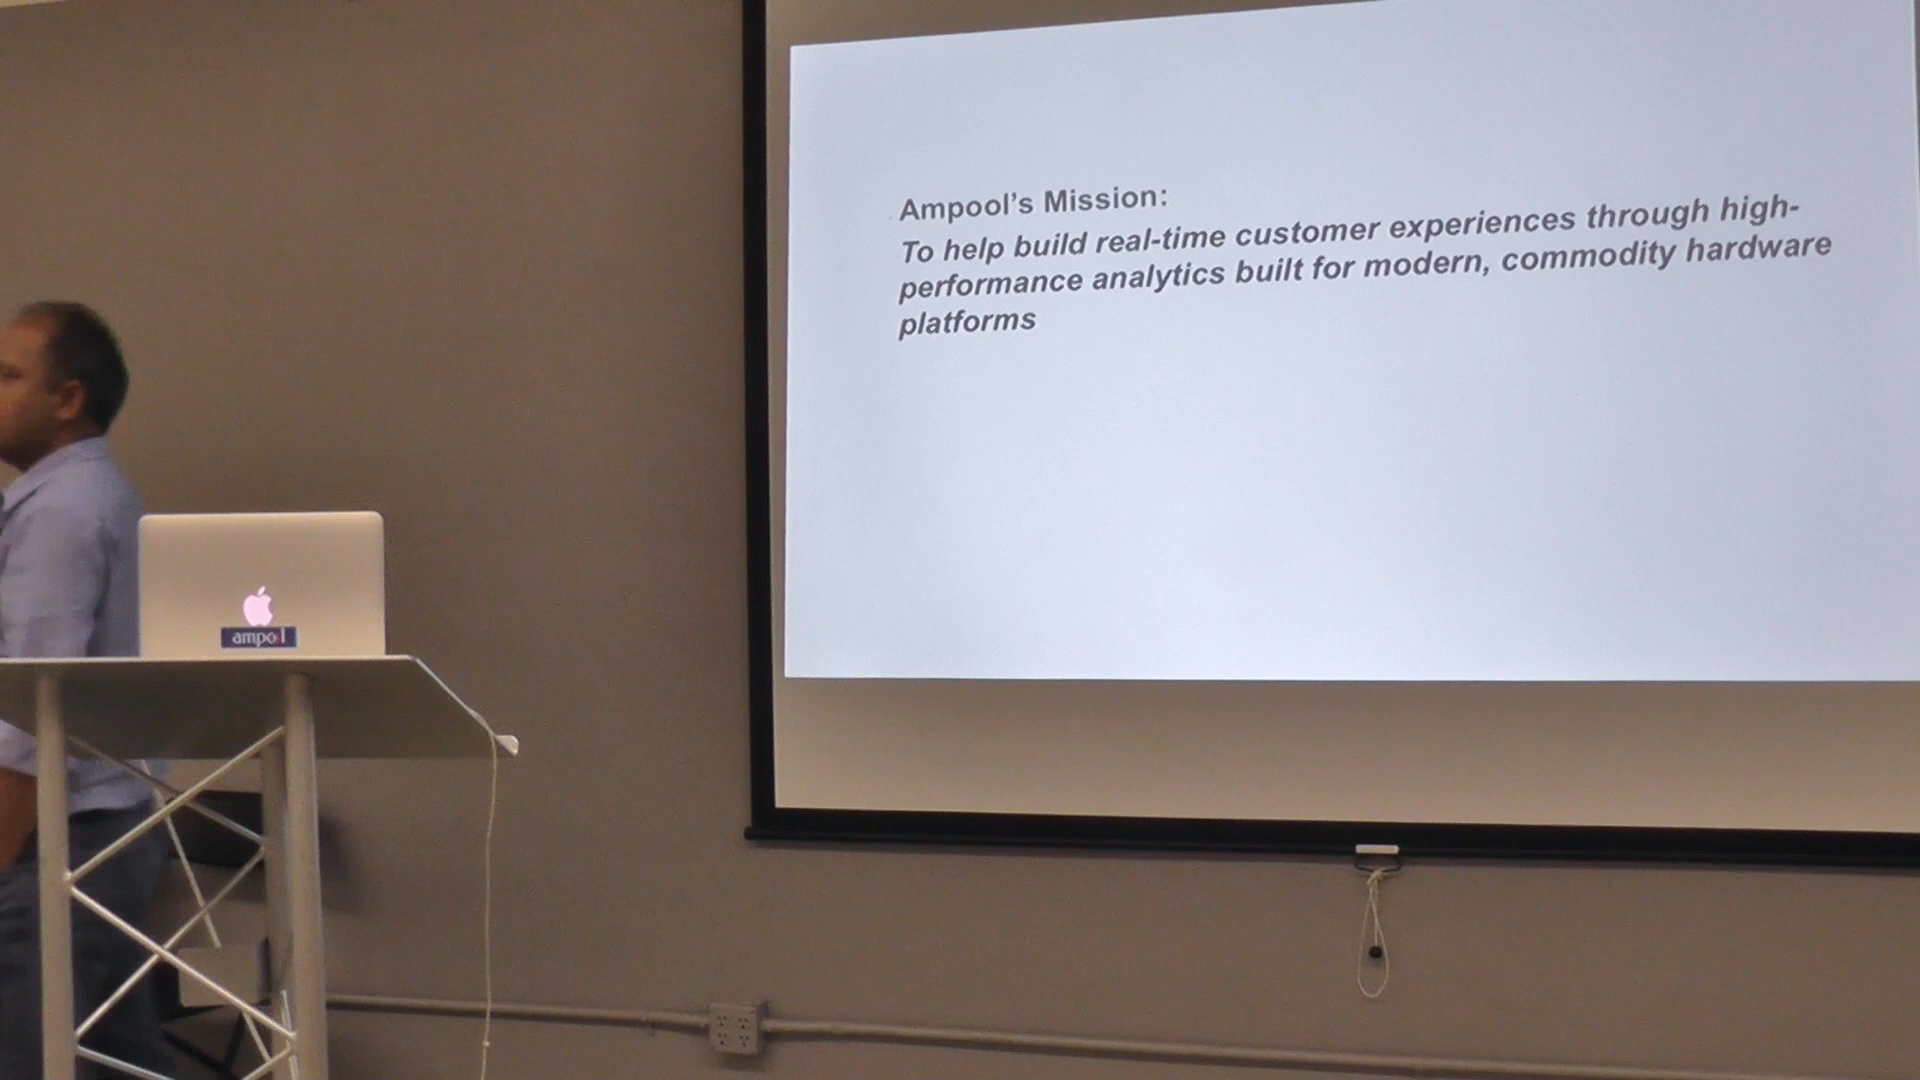 Ampool's Mission:
To help build real-time customer experiences through high-
performance analytics built for modern, commodity hardware
platforms
ampool